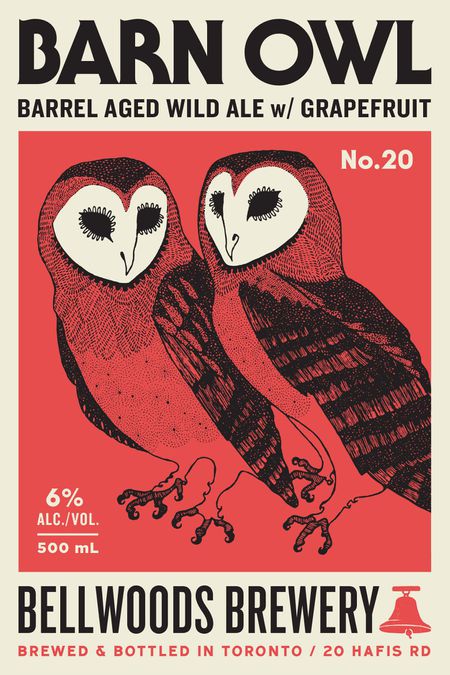 BARN OWL
BARREL AGED WILD ALE w/ GRAPEFRUIT
No.20
6%
ALC./VOL.
500 mL
BELLWOODS BREWERY
BREWED & BOTTLED IN TORONTO / 20 HAFIS RD